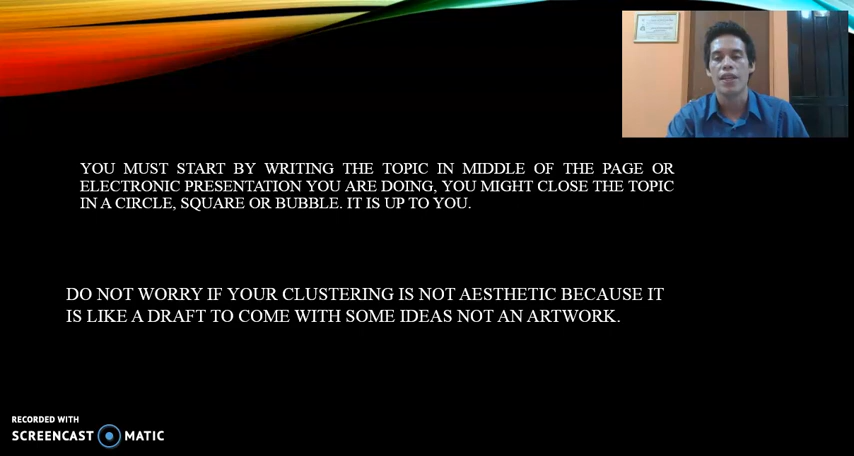 YOU MUST START BY WRITING THE TOPIC IN MIDDLE OF THE PAGE OR
ELECTRONIC PRESENTATION YOU ARE DOING, YOU MIGHT CLOSE THE TOPIC
IN A CIRCLE, SQUARE OR BUBBLE. IT IS UP TO YOU.
DO NOT WORRY IF YOUR CLUSTERING IS NOT AESTHETIC BECAUSE IT
IS LIKE A DRAFT TO COME WITH SOME IDEAS NOT AN ARTWORK.
RECORDED WITH
SCREENCAST MATIC